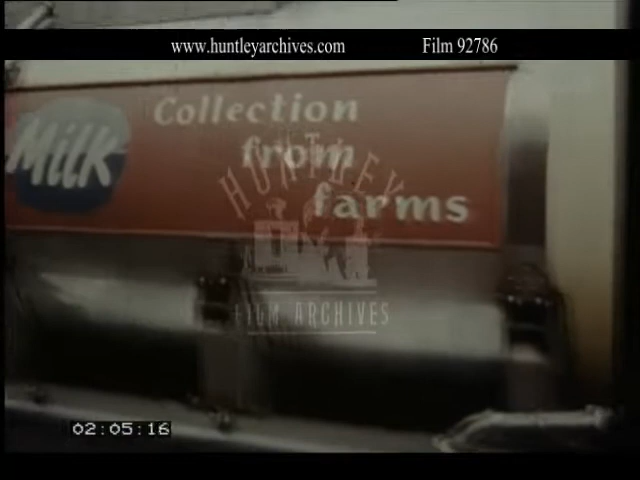 www.huntleyarchives.com Film 92786
Milk
Collection
from
farms
HUNTLEY
FILM ARCHIVES
02:05:16